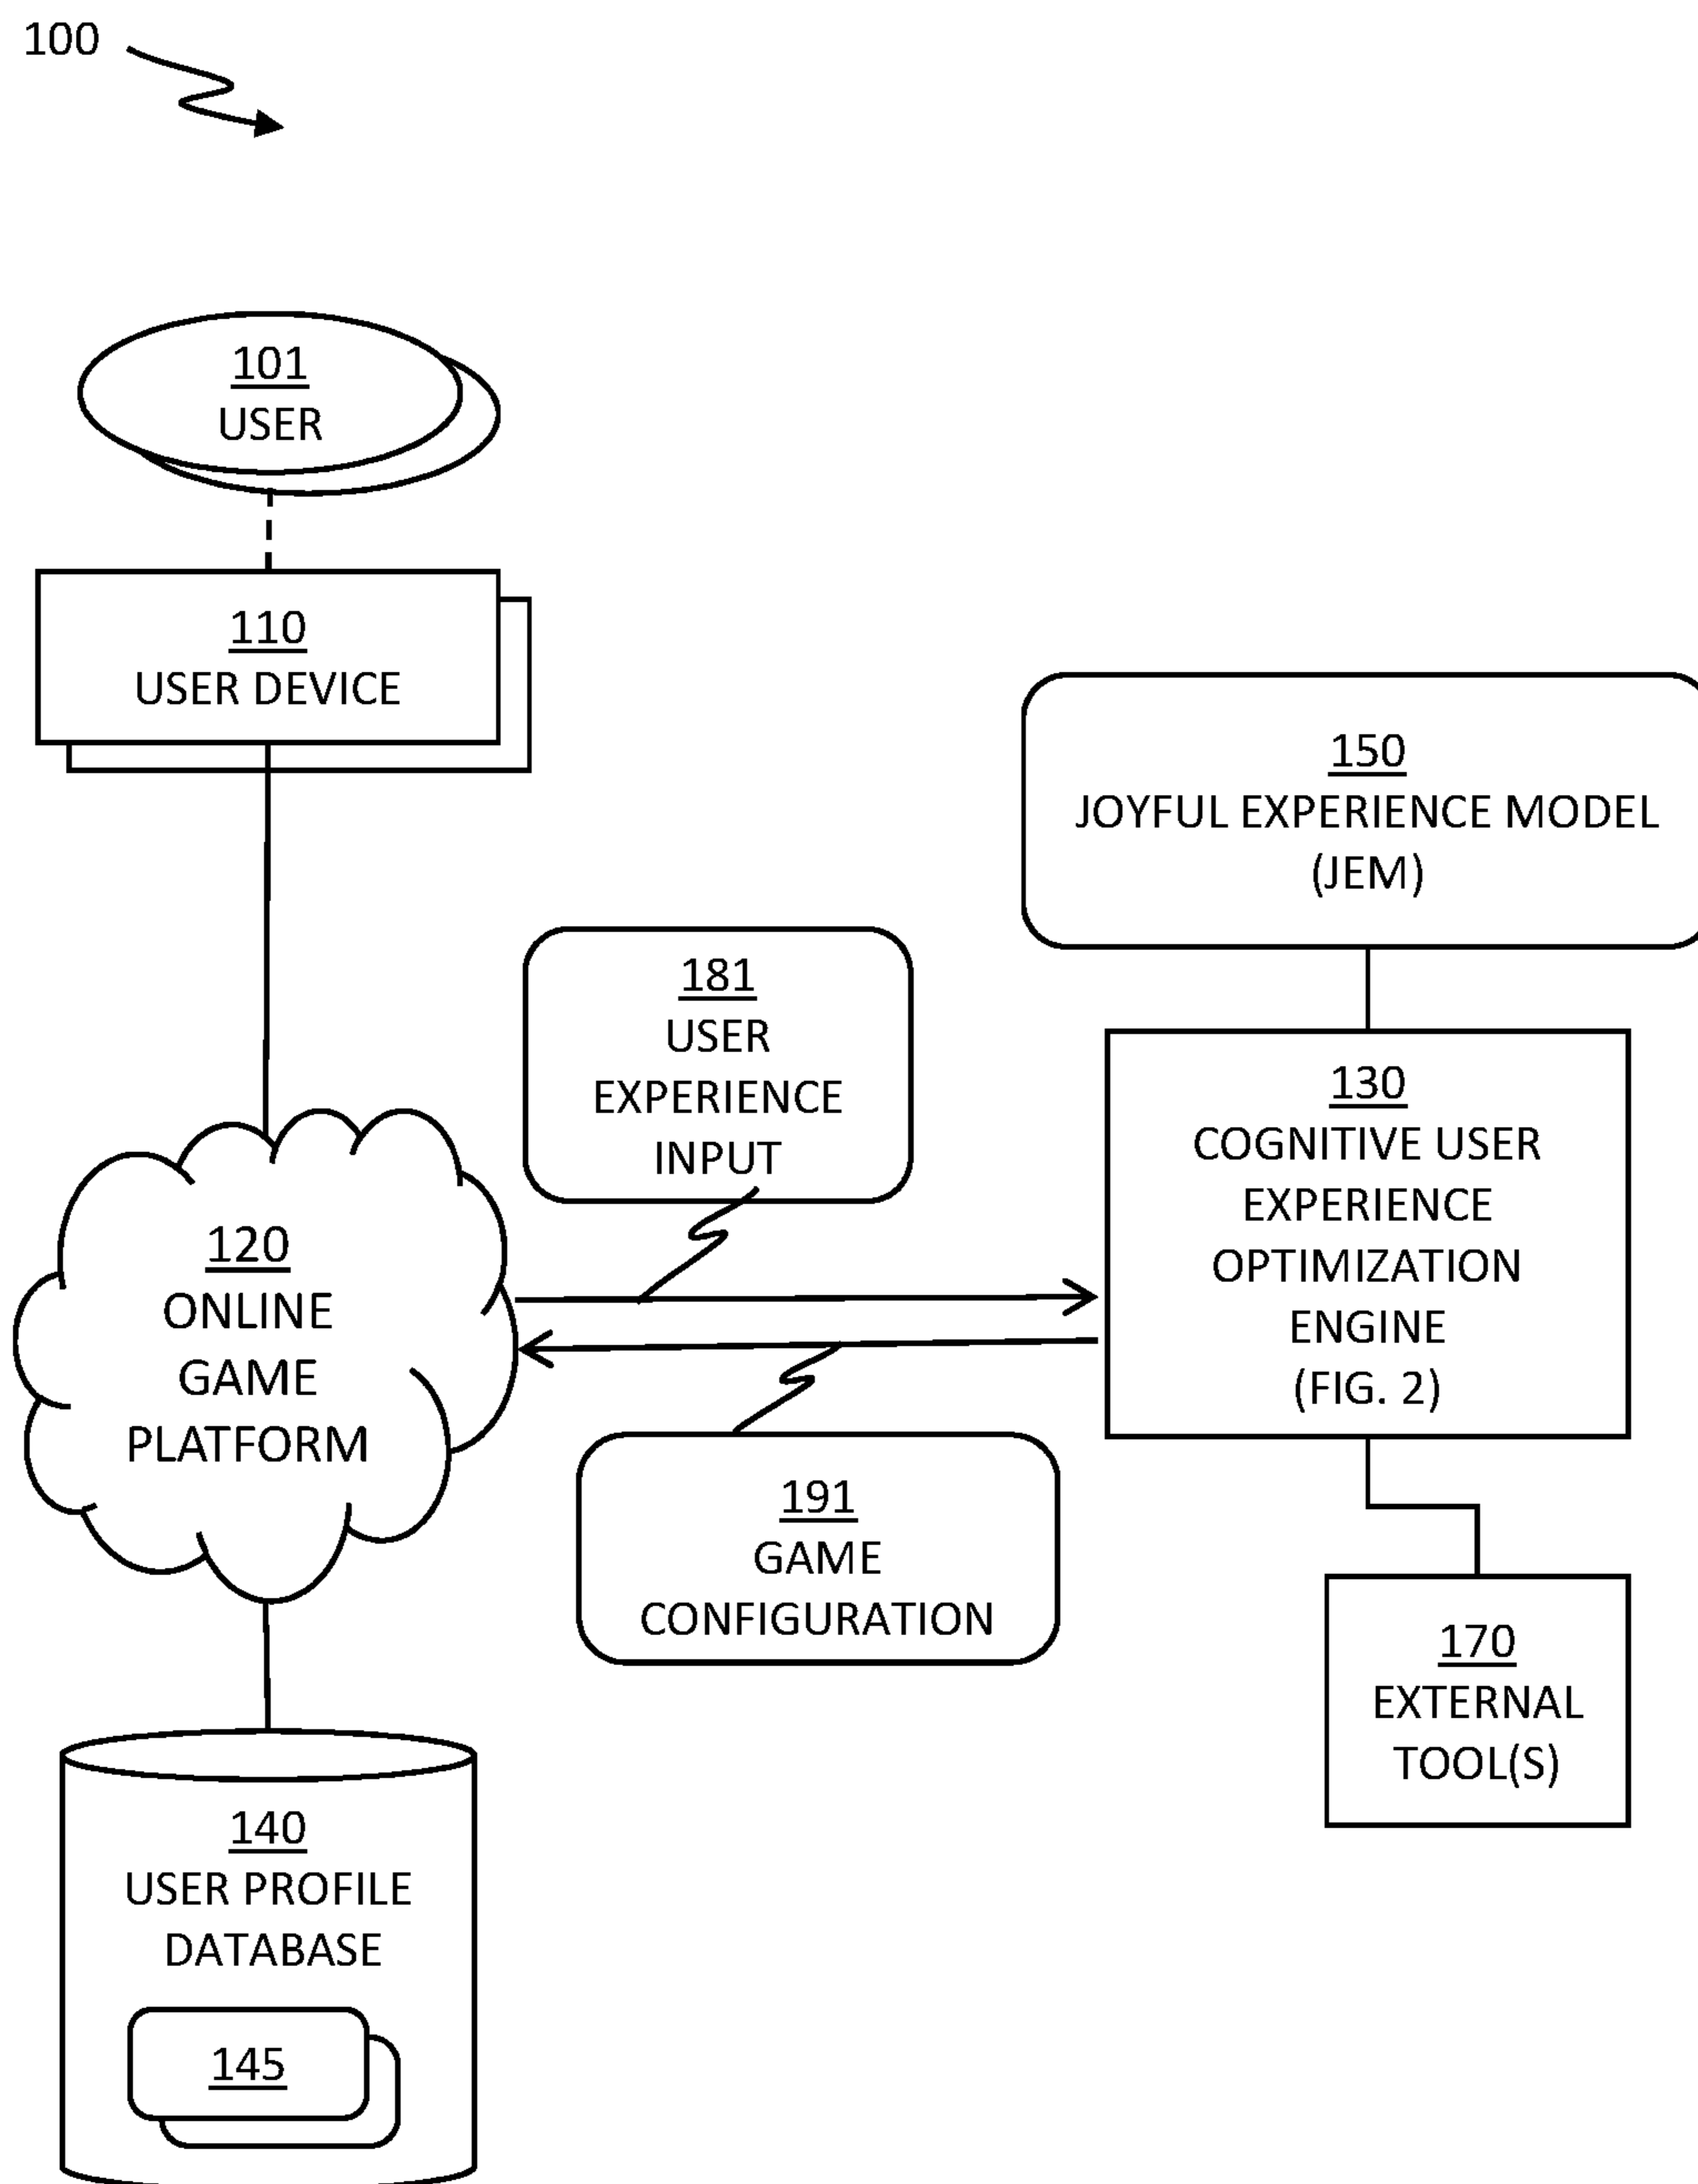 100
101
USER
110
USER DEVICE
150
JOYFUL EXPERIENCE MODEL
(JEM)
181
USER
EXPERIENCE
INPUT
130
COGNITIVE USER
EXPERIENCE
OPTIMIZATION
ENGINE
(FIG. 2)
120
ONLINE
GAME
PLATFORM
191
GAME
CONFIGURATION
170
EXTERNAL
TOOL(S)
140
USER PROFILE
DATABASE
145